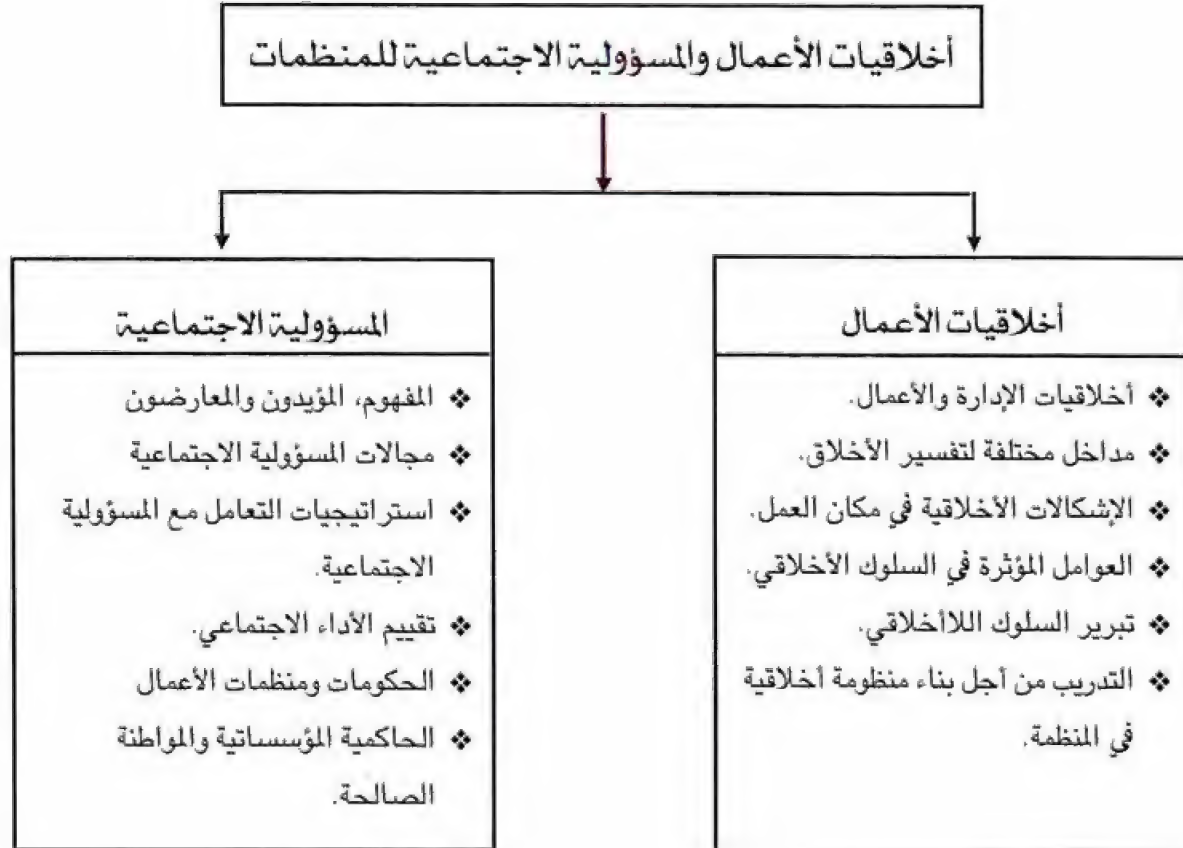 أخلاقيات الأعمال والمسؤولية الاجتماعية للمنظمات
أخلاقيات الأعمال
❖ أخلاقيات الإدارة والأعمال.
❖ مداخل مختلفة لتفسير الأخلاق.
❖ الإشكالات الأخلاقية في مكان العمل.
❖ العوامل المؤثرة في السلوك الأخلاقي.
❖ تبرير السلوك اللاأخلاقي.
❖ التدريب من أجل بناء منظومة أخلاقية
في المنظمة.
المسؤولية الاجتماعية
❖ المفهوم، المؤيدون والمعارضون
❖ مجالات المسؤولية الاجتماعية
❖ استراتيجيات التعامل مع المسؤولية
الاجتماعية.
❖ تقييم الأداء الاجتماعي.
❖ الحكومات ومنظمات الأعمال
❖ الحاكمية المؤسساتية والمواطنة
الصالحة.